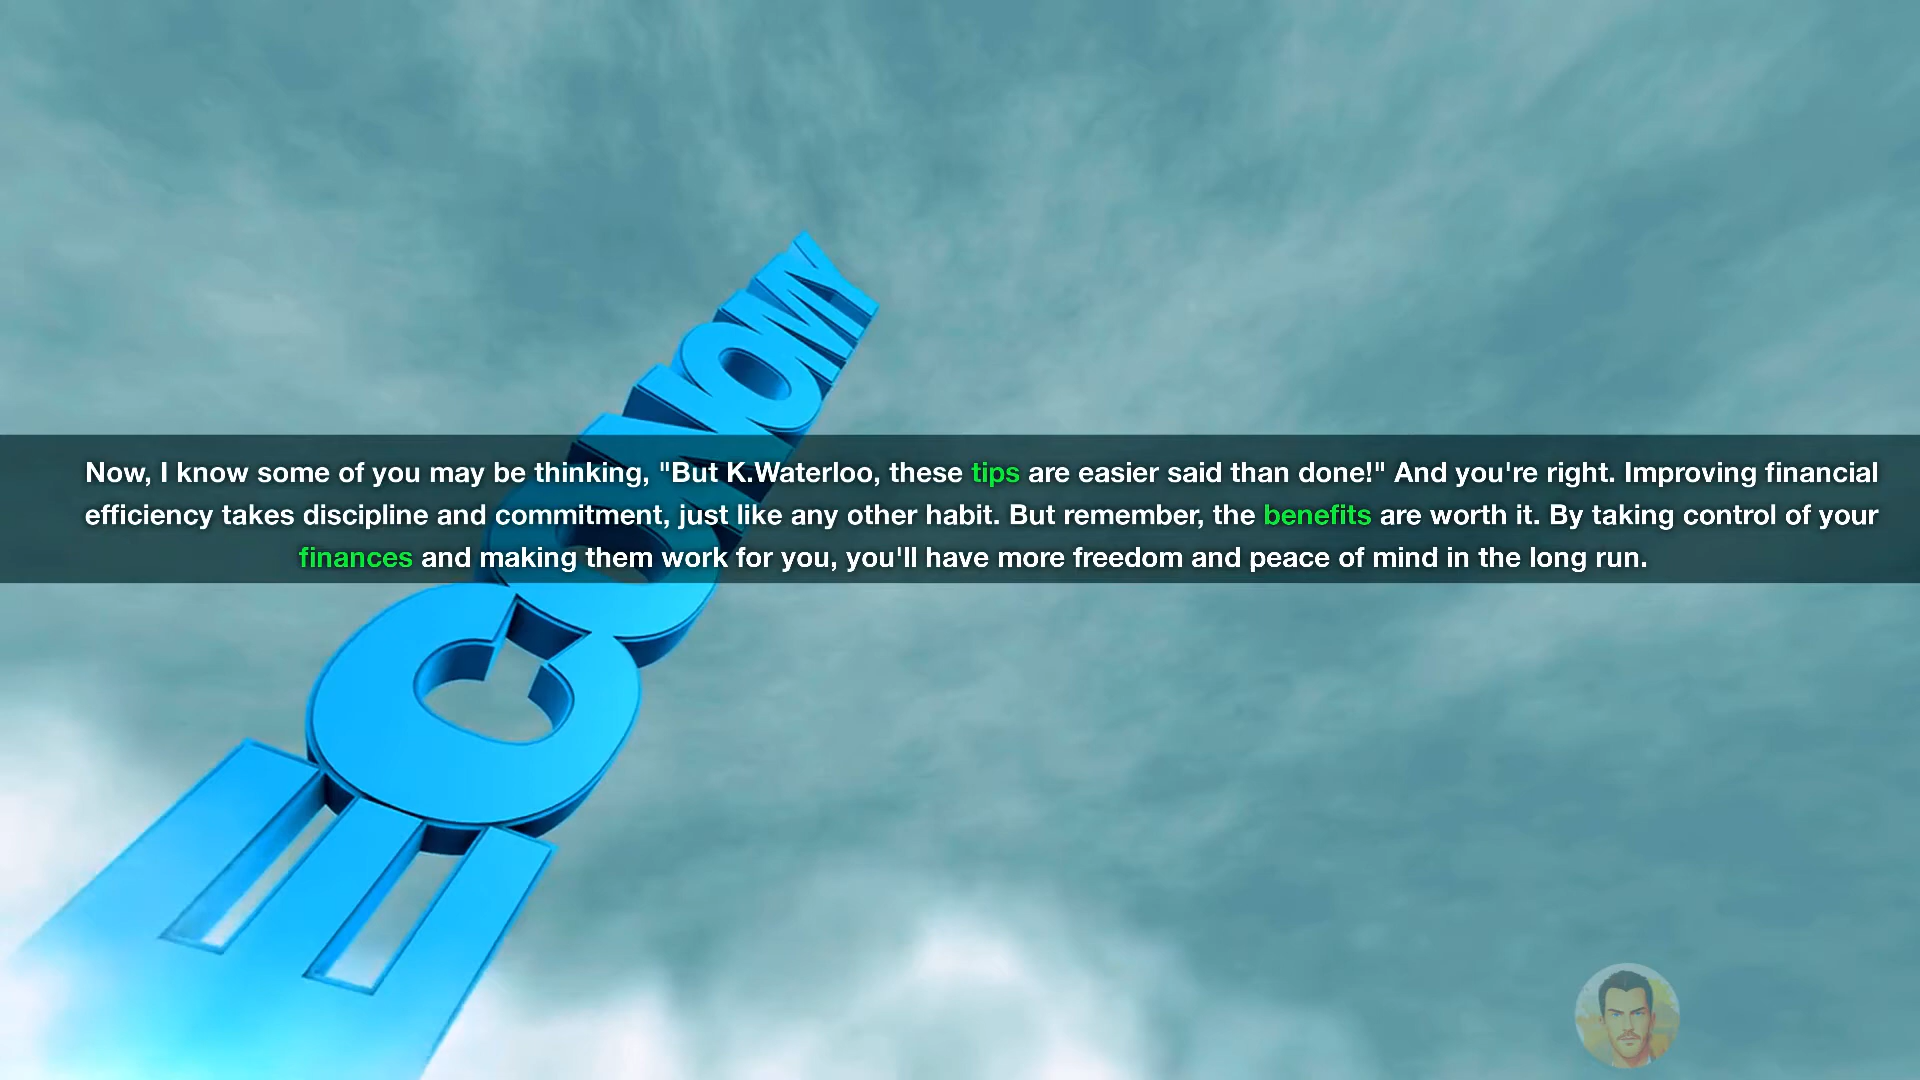 ECONOMY
Now, I know some of you may be thinking, "But K.Waterloo, these tips are easier said than done!" And you're right. Improving financial
efficiency takes discipline and commitment, just like any other habit. But remember, the benefits are worth it. By taking control of your
finances and making them work for you, you'll have more freedom and peace of mind in the long run.